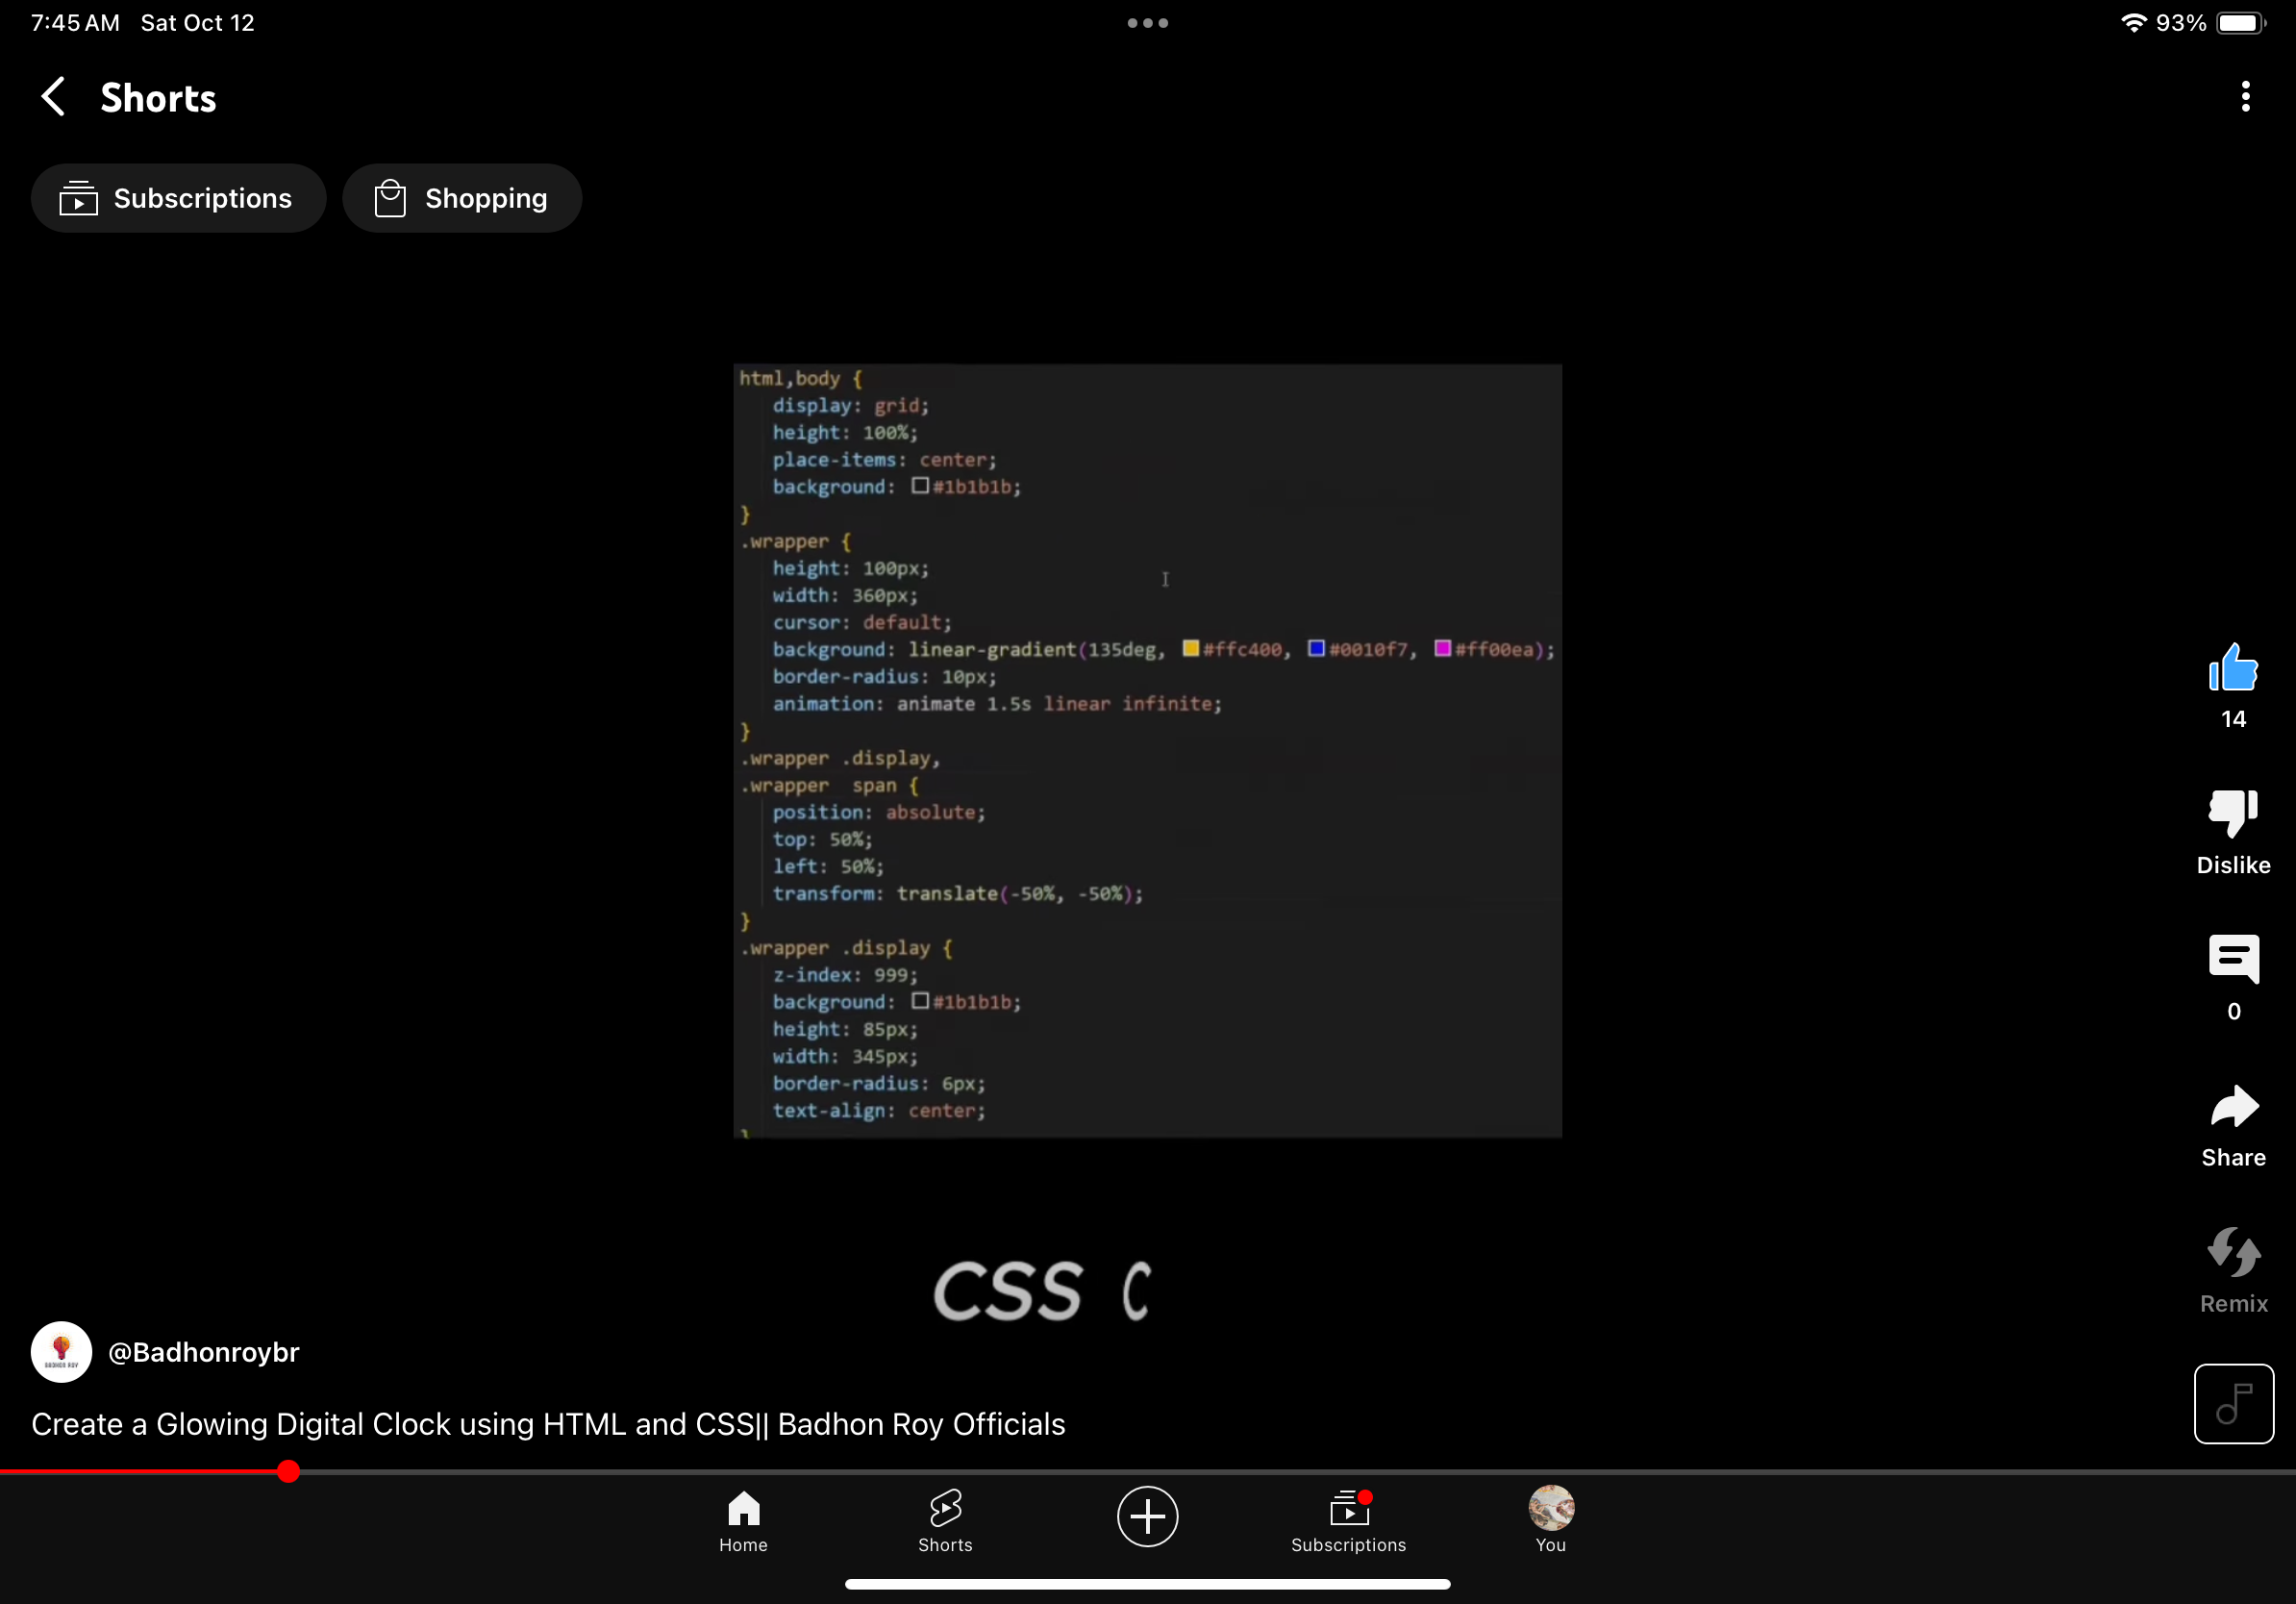 7:45 AM Sat Oct 12
93%
Shorts
Subscriptions
Shopping
html,body {
display: grid;
height: 100%;
place-items: center;
background: #1b1b1b;
}
.wrapper {
height: 100px;
width: 360px;
cursor: default;
background: linear-gradient(135deg, #ffc400, #0010f7, #ff00ea);
border-radius: 10px;
animation: animate 1.5s linear infinite;
}
.wrapper .display,
.wrapper  span {
position: absolute;
top: 50%;
left: 50%;
transform: translate(-50%, -50%);
}
.wrapper .display {
z-index: 999;
background: #1b1b1b;
height: 85px;
width: 345px;
border-radius: 6px;
text-align: center;
}
14
Dislike
0
Share
Remix
CSS C
BADHON ROY
@Badhonroybr
Create a Glowing Digital Clock using HTML and CSS|| Badhon Roy Officials
Home
Shorts
Subscriptions
You